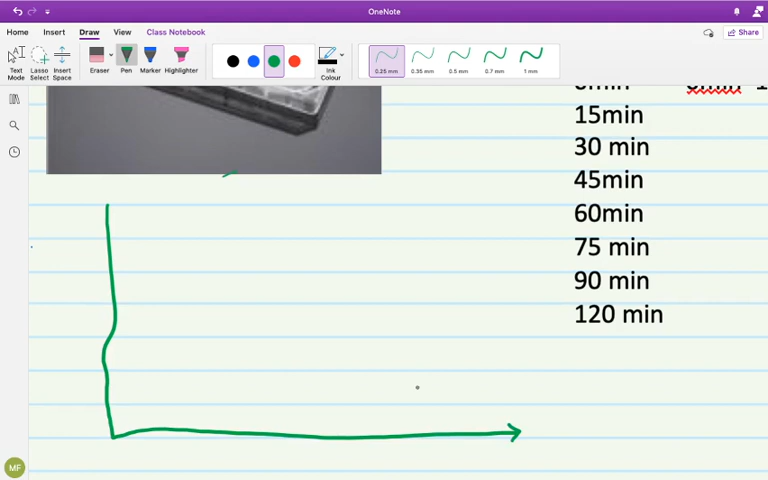 OneNote
Home Insert Draw View Class Notebook
Share
Text Mode
Lasso Select
Insert Space
Eraser
Pen
Marker
Highlighter
Ink Colour
0.25 mm
0.35 mm
0.5 mm
0.7 mm
1 mm
15min
30 min
45min
60min
75 min
90 min
120 min
MF